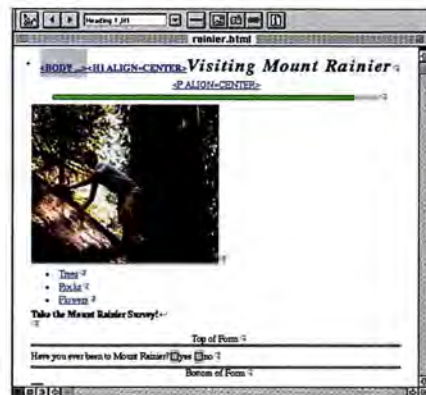 Heading 1,H1
rainier.html
<BODY ...><H1 ALIGN=CENTER>Visiting Mount Rainier
<P ALIGN=CENTER>
Trees
Rocks
Flowers
Take the Mount Rainier Survey!
Top of Form
Have you ever been to Mount Rainier? yes no
Bottom of Form